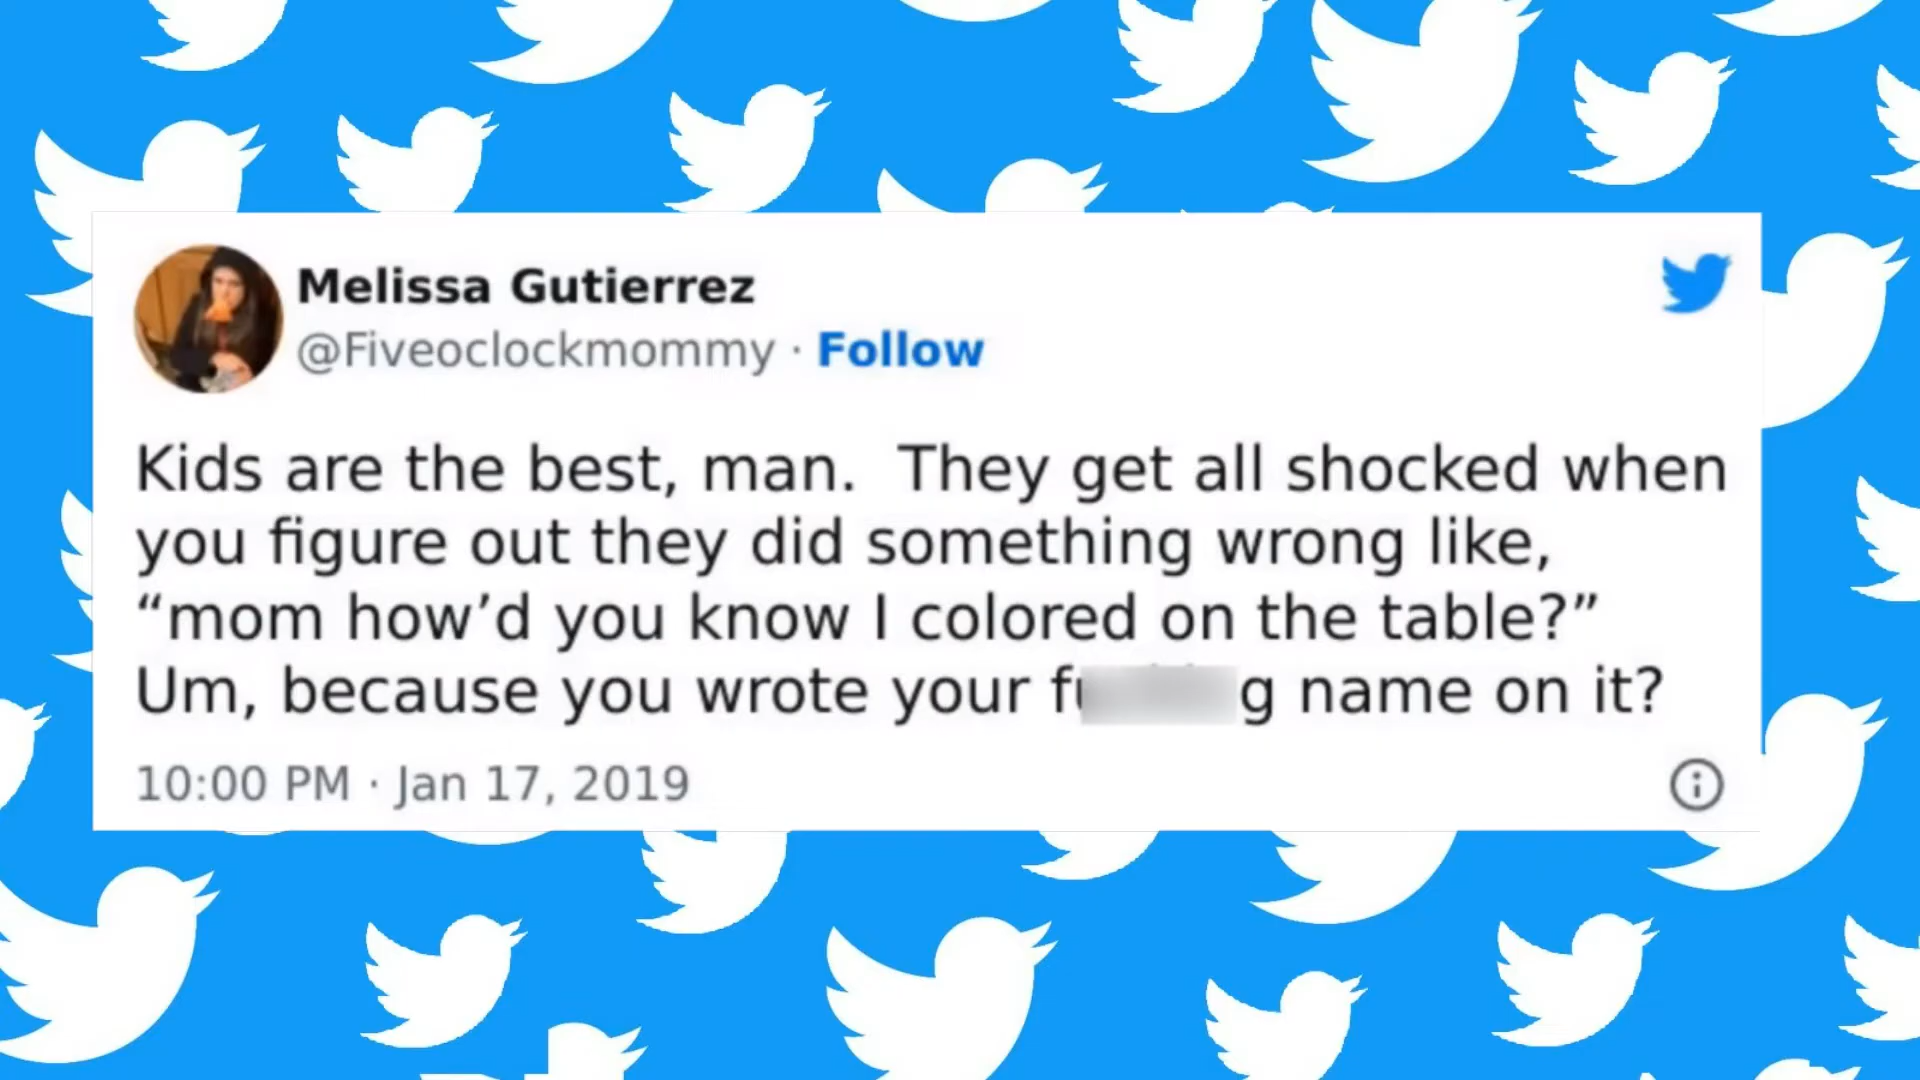 Melissa Gutierrez
@Fiveoclockmommy · Follow
Kids are the best, man.  They get all shocked when
you figure out they did something wrong like,
“mom how’d you know I colored on the table?”
Um, because you wrote your name on it?
10:00 PM · Jan 17, 2019